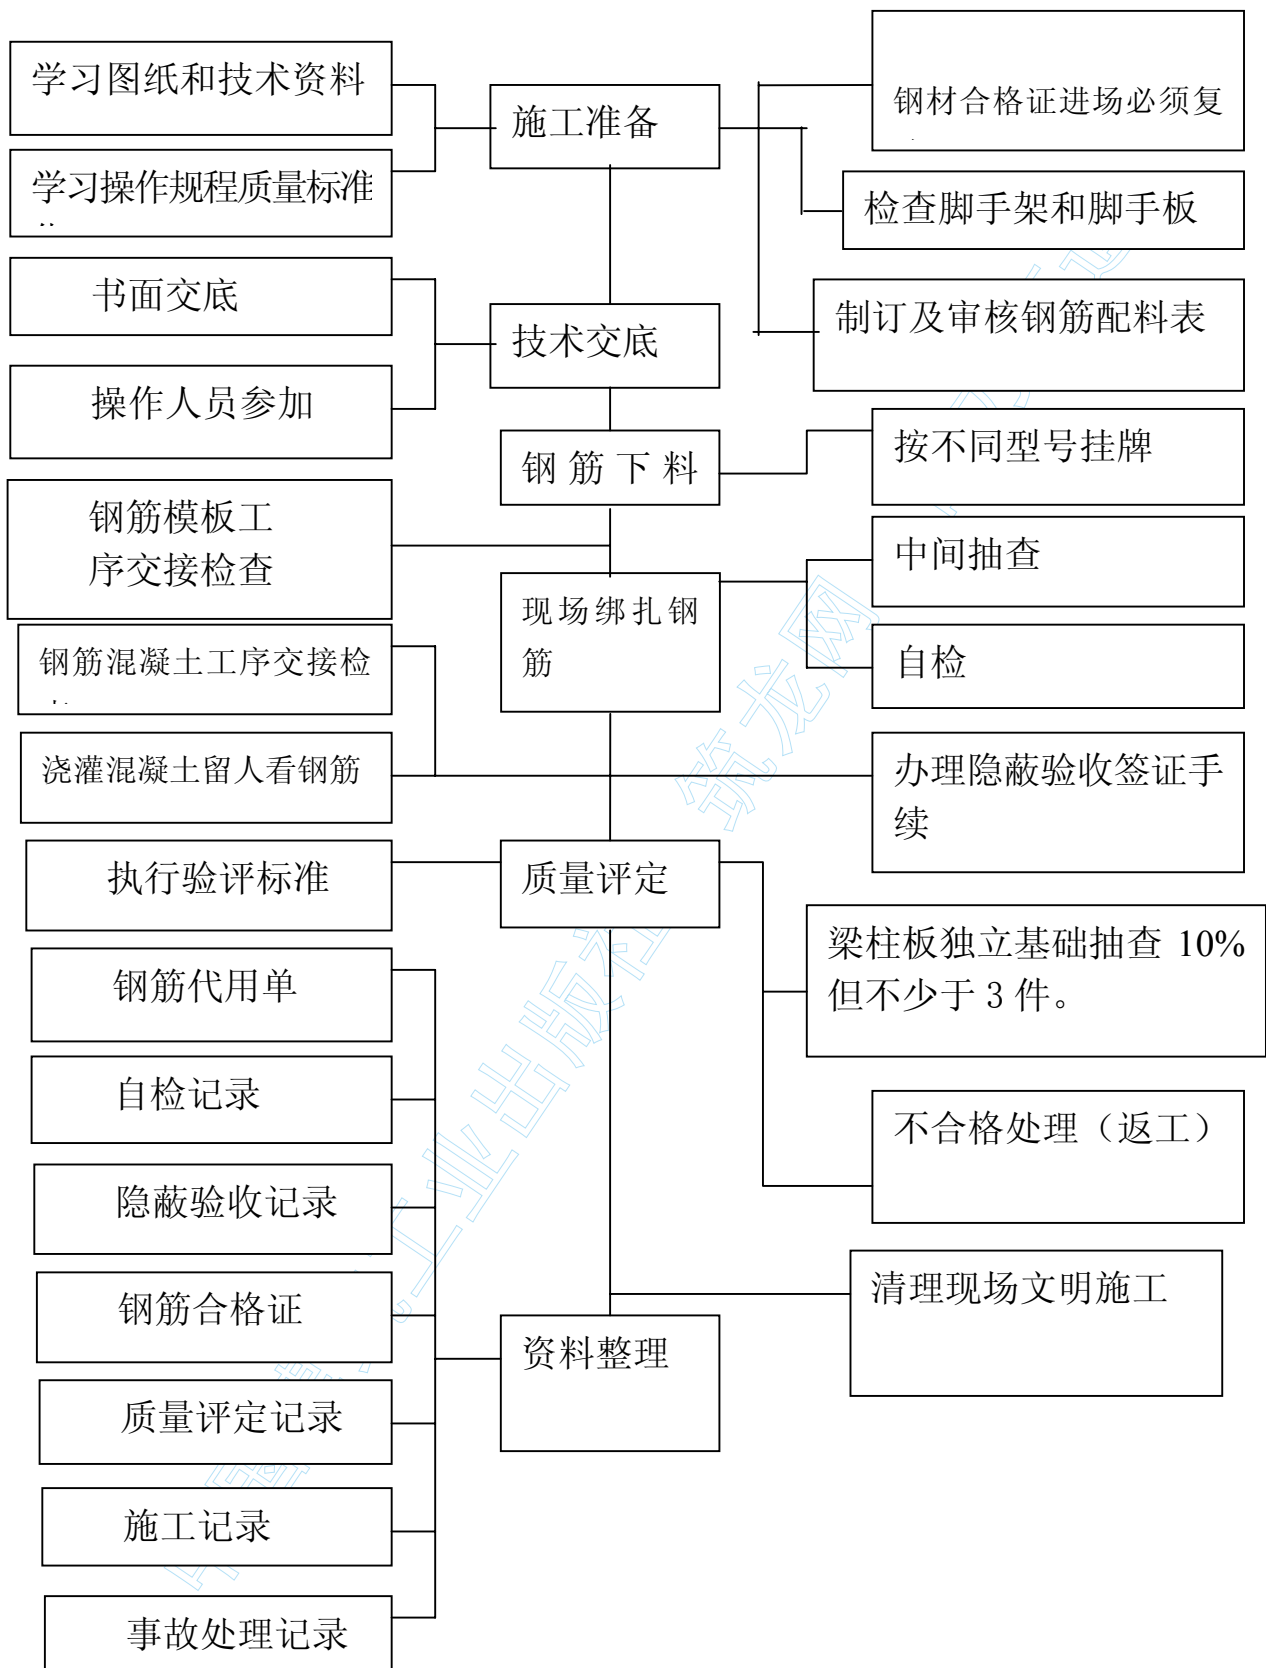 学习图纸和技术资料
学习操作规程质量标准
书面交底
操作人员参加
钢筋模板工
序交接检查
钢筋混凝土工序交接检
浇灌混凝土留人看钢筋
执行验评标准
钢筋代用单
自检记录
隐蔽验收记录
钢筋合格证
质量评定记录
施工记录
事故处理记录
施工准备
技术交底
钢筋下料
现场绑扎钢
筋
质量评定
资料整理
钢材合格证进场必须复
检查脚手架和脚手板
制订及审核钢筋配料表
按不同型号挂牌
中间抽查
自检
办理隐蔽验收签证手
续
梁柱板独立基础抽查 10%
但不少于 3 件。
不合格处理（返工）
清理现场文明施工
筑龙网
工业出版社